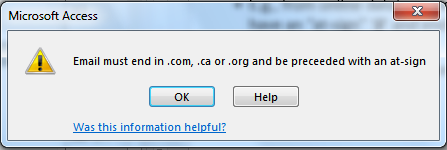 Microsoft Access
Email must end in .com, .ca or .org and be preceeded with an at-sign
OK Help
Was this information helpful?